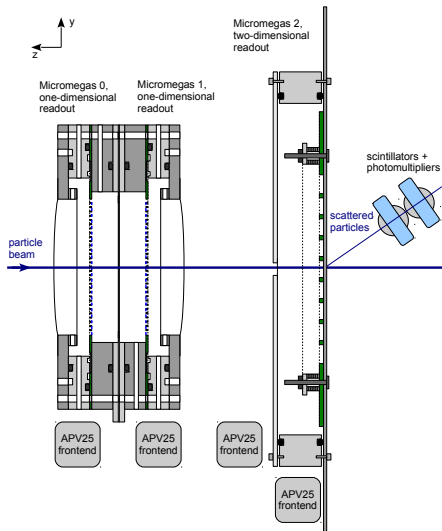 y
z
Micromegas 2,
two-dimensional
readout
Micromegas 0,
one-dimensional
readout
Micromegas 1,
one-dimensional
readout
scintillators +
photomultipliers
scattered
particles
particle
beam
APV25
frontend
APV25
frontend
APV25
frontend
APV25
frontend